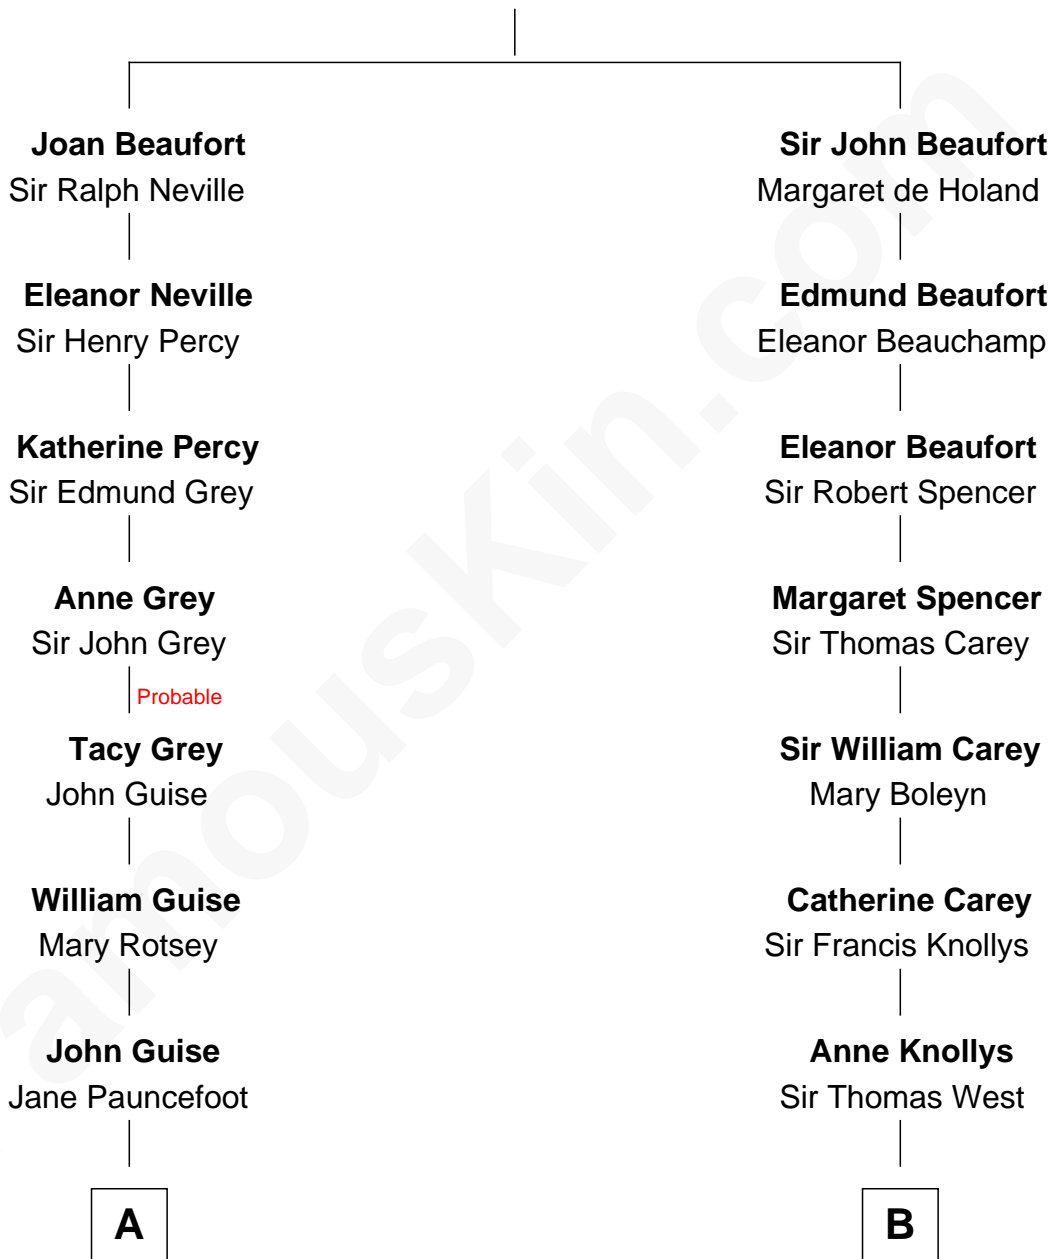 Joan Beaufort
Sir Ralph Neville
Eleanor Neville
Sir Henry Percy
Katherine Percy
Sir Edmund Grey
Anne Grey
Sir John Grey
Probable
Tacy Grey
John Guise
William Guise
Mary Rotsey
John Guise
Jane Pauncefoot
A
Sir John Beaufort
Margaret de Holand
Edmund Beaufort
Eleanor Beauchamp
Eleanor Beaufort
Sir Robert Spencer
Margaret Spencer
Sir Thomas Carey
Sir William Carey
Mary Boleyn
Catherine Carey
Sir Francis Knollys
Anne Knollys
Sir Thomas West
B
amouskin.com